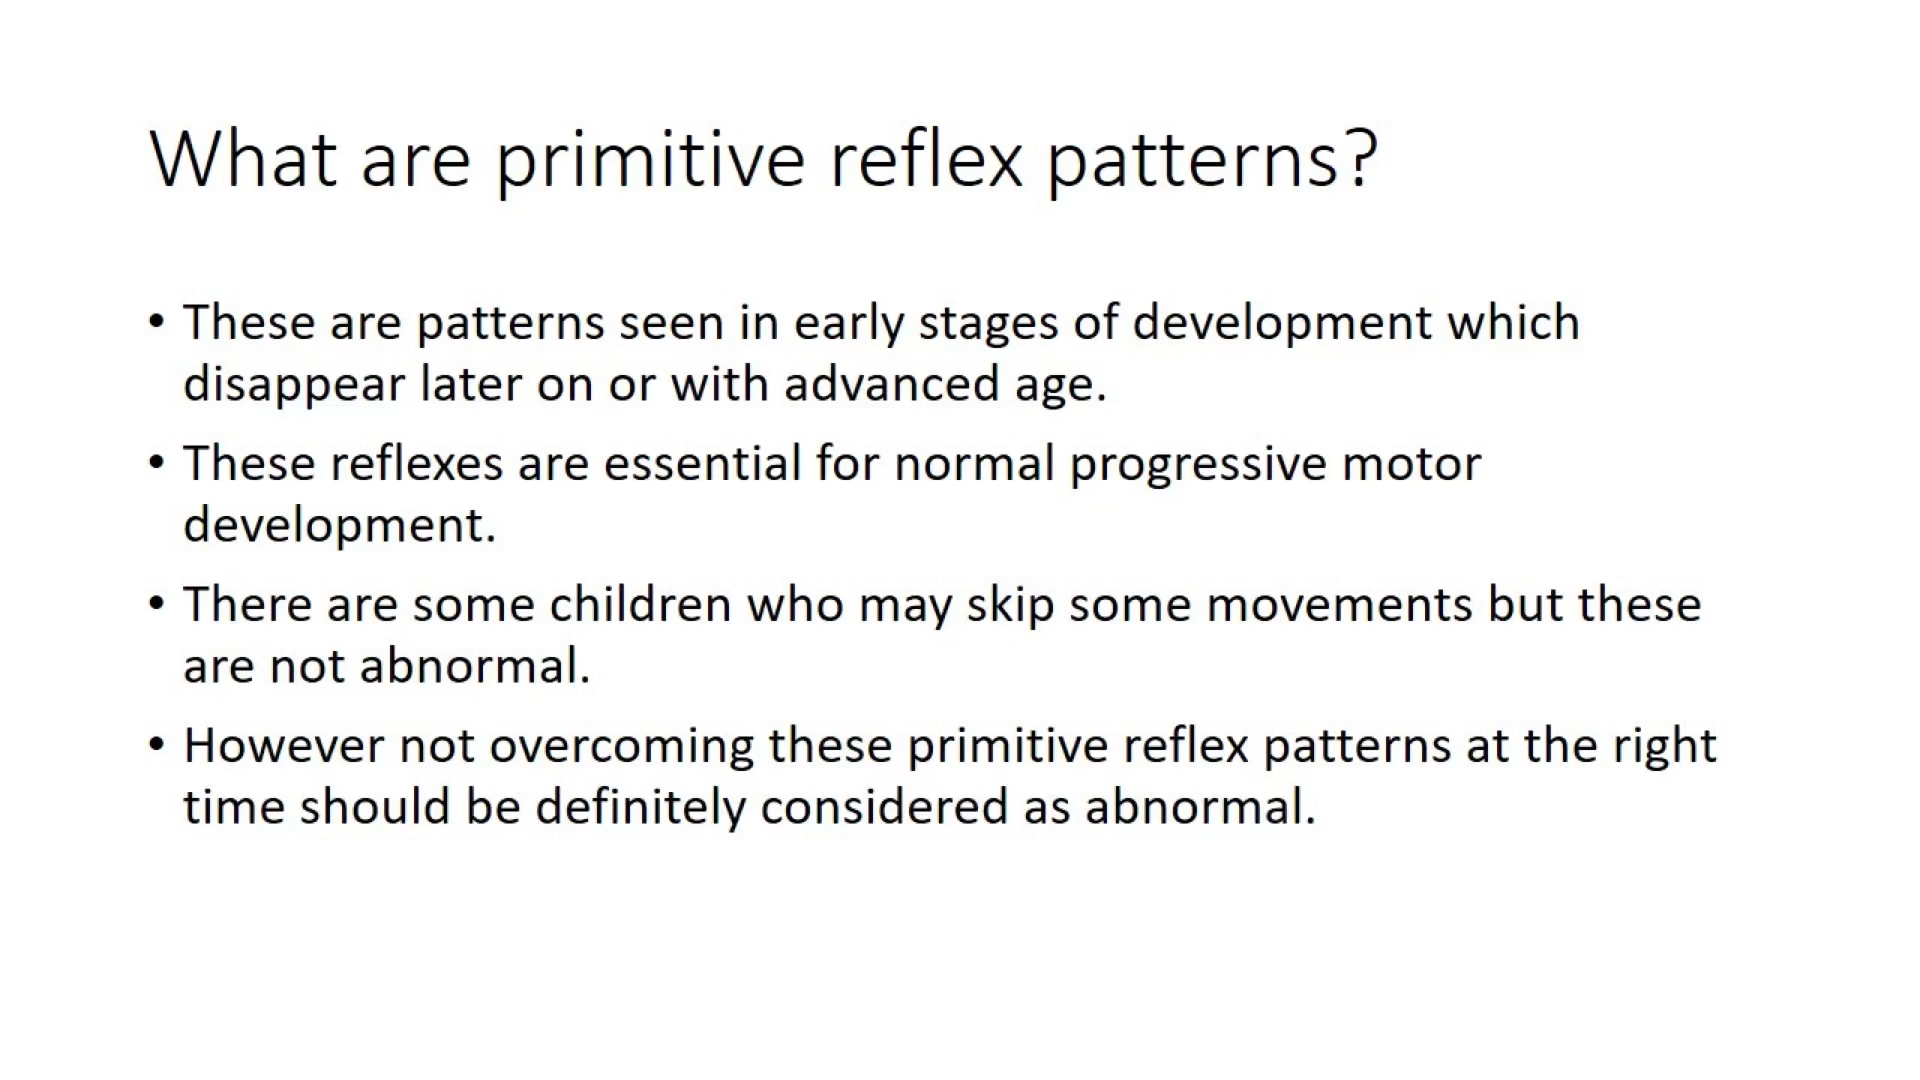 What are primitive reflex patterns?
• These are patterns seen in early stages of development which
disappear later on or with advanced age.
• These reflexes are essential for normal progressive motor
development.
• There are some children who may skip some movements but these
are not abnormal.
• However not overcoming these primitive reflex patterns at the right
time should be definitely considered as abnormal.